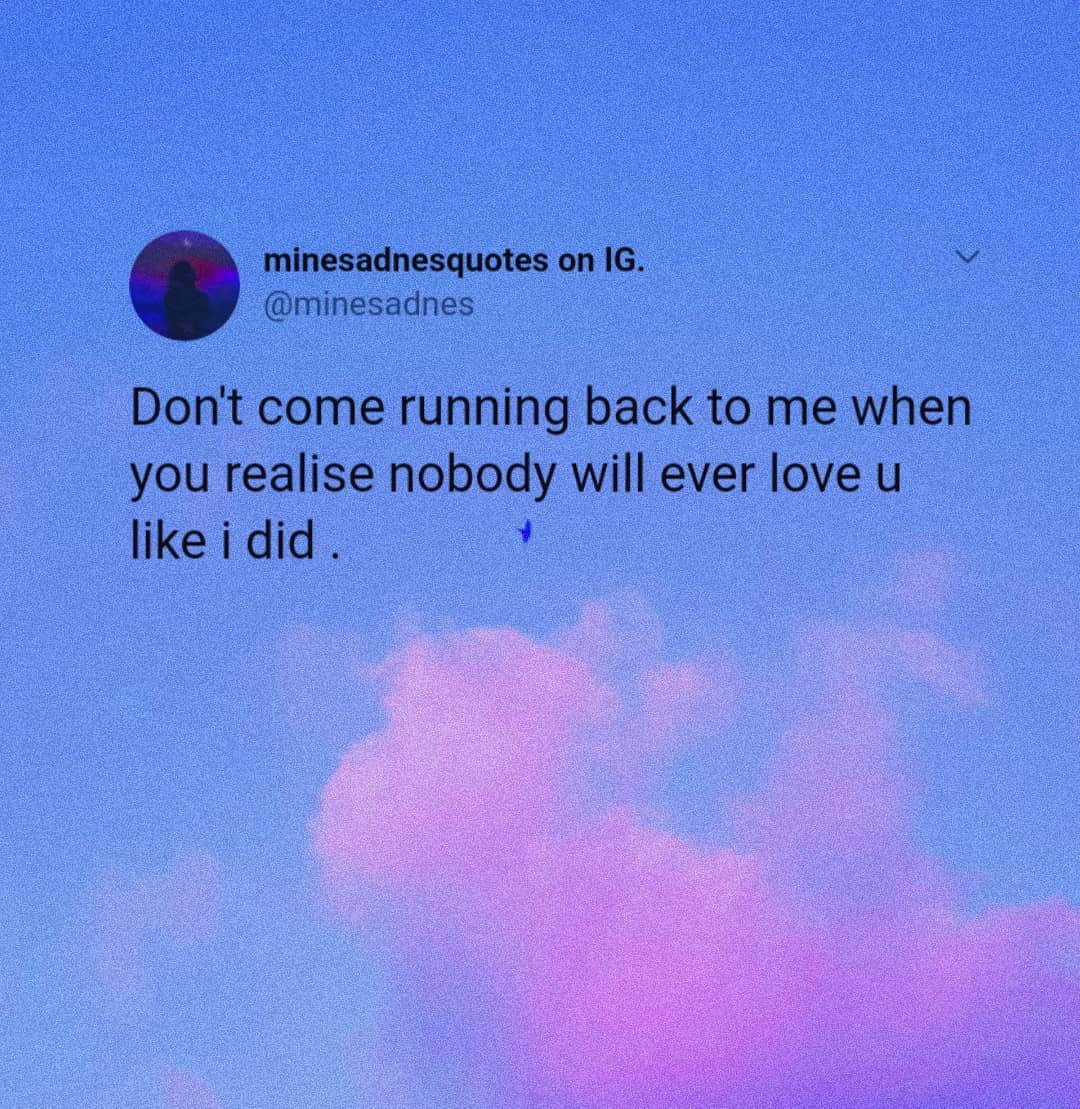 minesadnesquotes on IG.
@minesadnes
Don't come running back to me when
you realise nobody will ever love u
like i did .